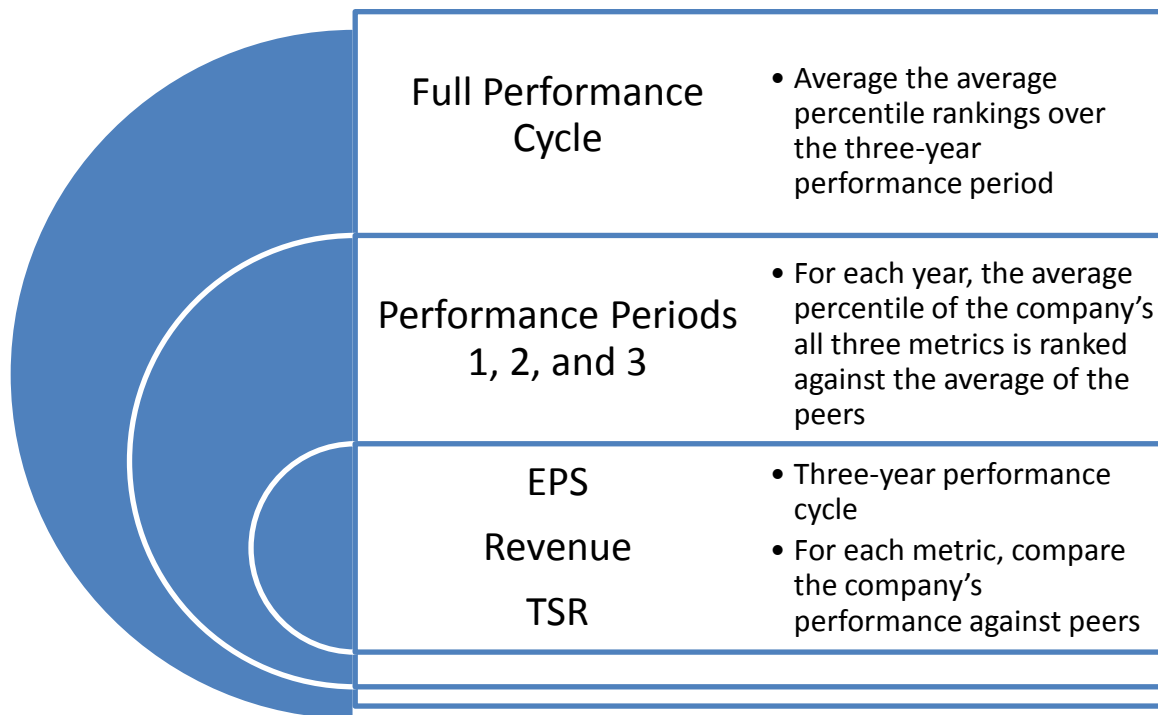 Full Performance
Cycle
• Average the average
percentile rankings over
the three-year
performance period
Performance Periods
1, 2, and 3
• For each year, the average
percentile of the company's
all three metrics is ranked
against the average of the
peers
EPS
Revenue
TSR
• Three-year performance
cycle
• For each metric, compare
the company's
performance against peers